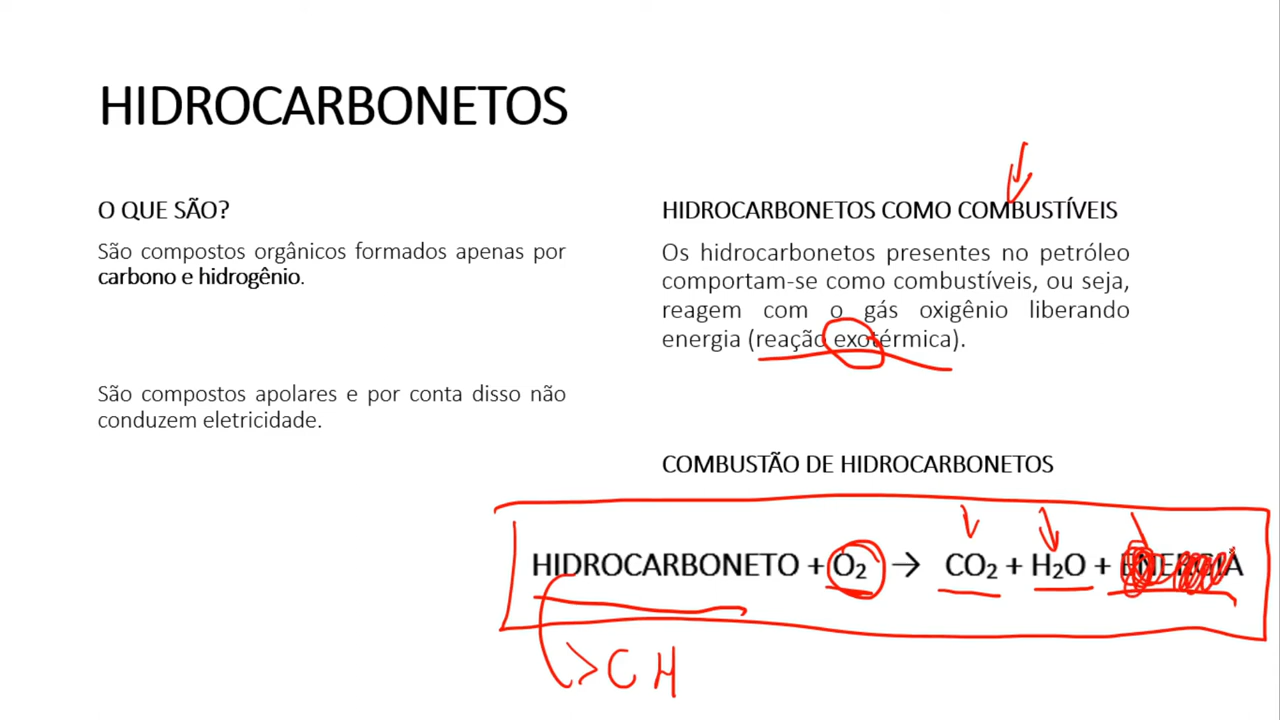 HIDROCARBONETOS
O QUE SÃO?
São compostos orgânicos formados apenas por
carbono e hidrogênio.
São compostos apolares e por conta disso não
conduzem eletricidade.
HIDROCARBONETOS COMO COMBUSTÍVEIS
Os hidrocarbonetos presentes no petróleo
comportam-se como combustíveis, ou seja,
reagem com o gás oxigênio liberando
energia (reação exotérmica).
COMBUSTÃO DE HIDROCARBONETOS
HIDROCARBONETO + O₂ → CO₂ + H₂O + ENERGIA
> C H